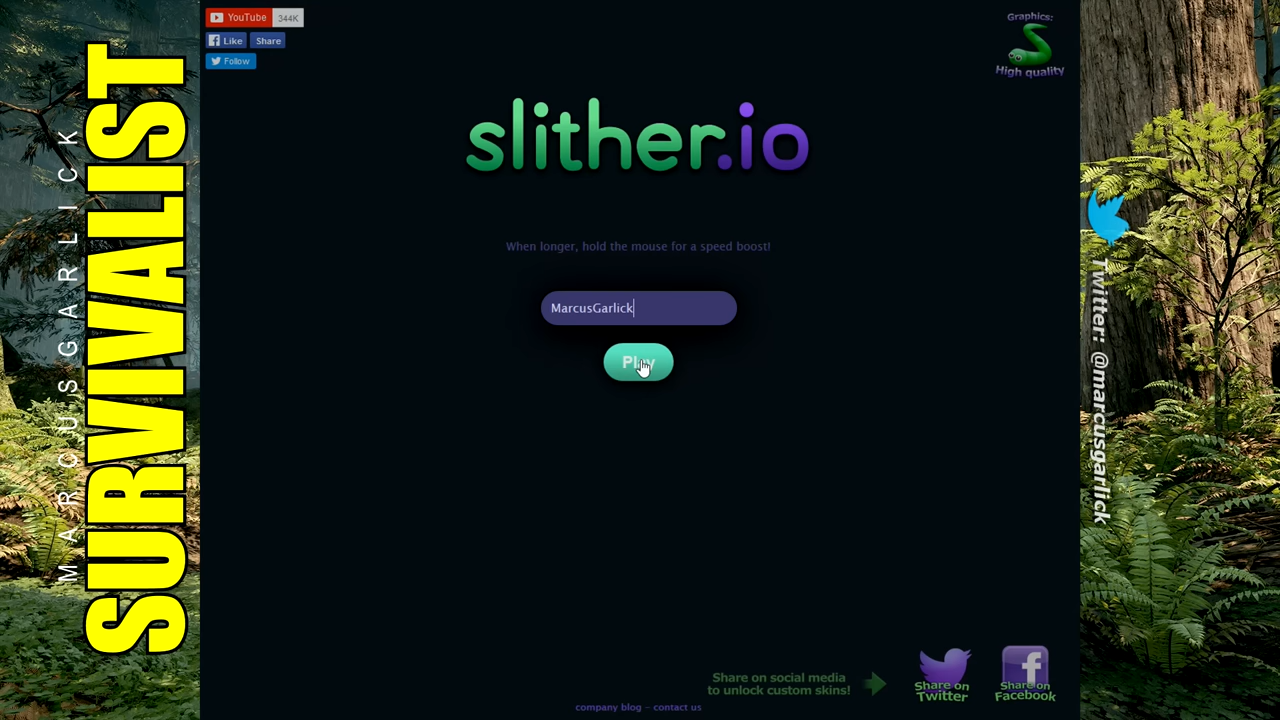 MARCUSGARLICK
SURVIVALIST
YouTube 344K
Like Share
Follow
Graphics:
High quality
slither.io
When longer, hold the mouse for a speed boost!
MarcusGarlick
Play
Twitter: @marcusgarlick
Share on social media
to unlock custom skins!
Share on
Twitter
Share on
Facebook
company blog – contact us